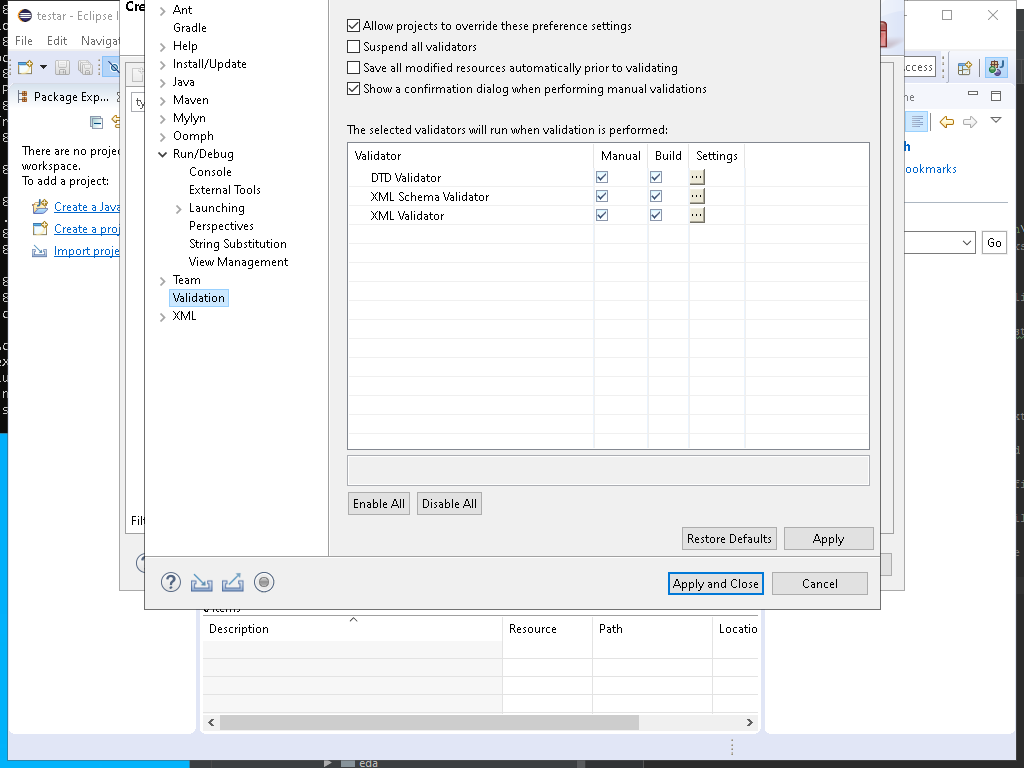 testar - Eclipse I
Cre
File Edit Navigat
ccess
Package Exp...
ty
There are no proje
workspace.
To add a project:
Create a Java
Create a proj
Import proje
Ant
Gradle
Help
Install/Update
Java
Maven
Mylyn
Oomph
Run/Debug
Console
External Tools
Launching
Perspectives
String Substitution
View Management
Team
Validation
XML
Allow projects to override these preference settings
Suspend all validators
Save all modified resources automatically prior to validating
Show a confirmation dialog when performing manual validations
The selected validators will run when validation is performed:
Validator Manual Build Settings
DTD Validator
XML Schema Validator
XML Validator
Enable All Disable All
Restore Defaults Apply
Apply and Close Cancel
ne
h
ookmarks
Go
Filt
items
Description Resource Path Locatio
eda